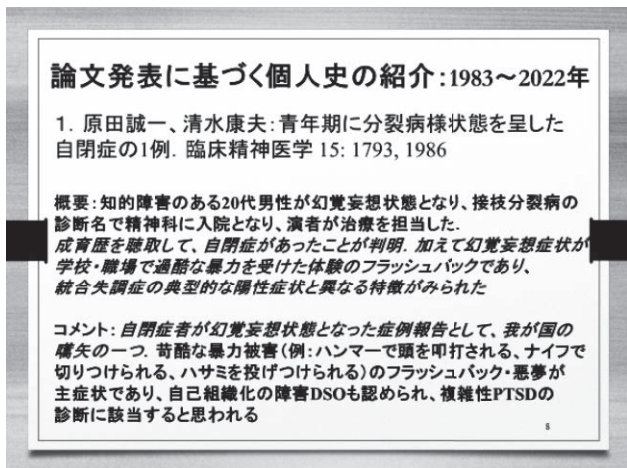 論文発表に基づく個人史の紹介:1983～2022年
1. 原田誠一、清水康夫:青年期に分裂病様状態を呈した
自閉症の1例. 臨床精神医学 15: 1793, 1986
概要:知的障害のある20代男性が幻覚妄想状態となり、接枝分裂病の
診断名で精神科に入院となり、演者が治療を担当した.
成育歴を聴取して、自閉症があったことが判明. 加えて幻覚妄想症状が
学校・職場で過酷な暴力を受けた体験のフラッシュバックであり、
統合失調症の典型的な陽性症状と異なる特徴がみられた
コメント:自閉症者が幻覚妄想状態となった症例報告として、我が国の
嚆矢の一つ. 苛酷な暴力被害(例:ハンマーで頭を叩打される、ナイフで
切りつけられる、ハサミを投げつけられる)のフラッシュバック・悪夢が
主症状であり、自己組織化の障害DSOも認められ、複雑性PTSDの
診断に該当すると思われる
8